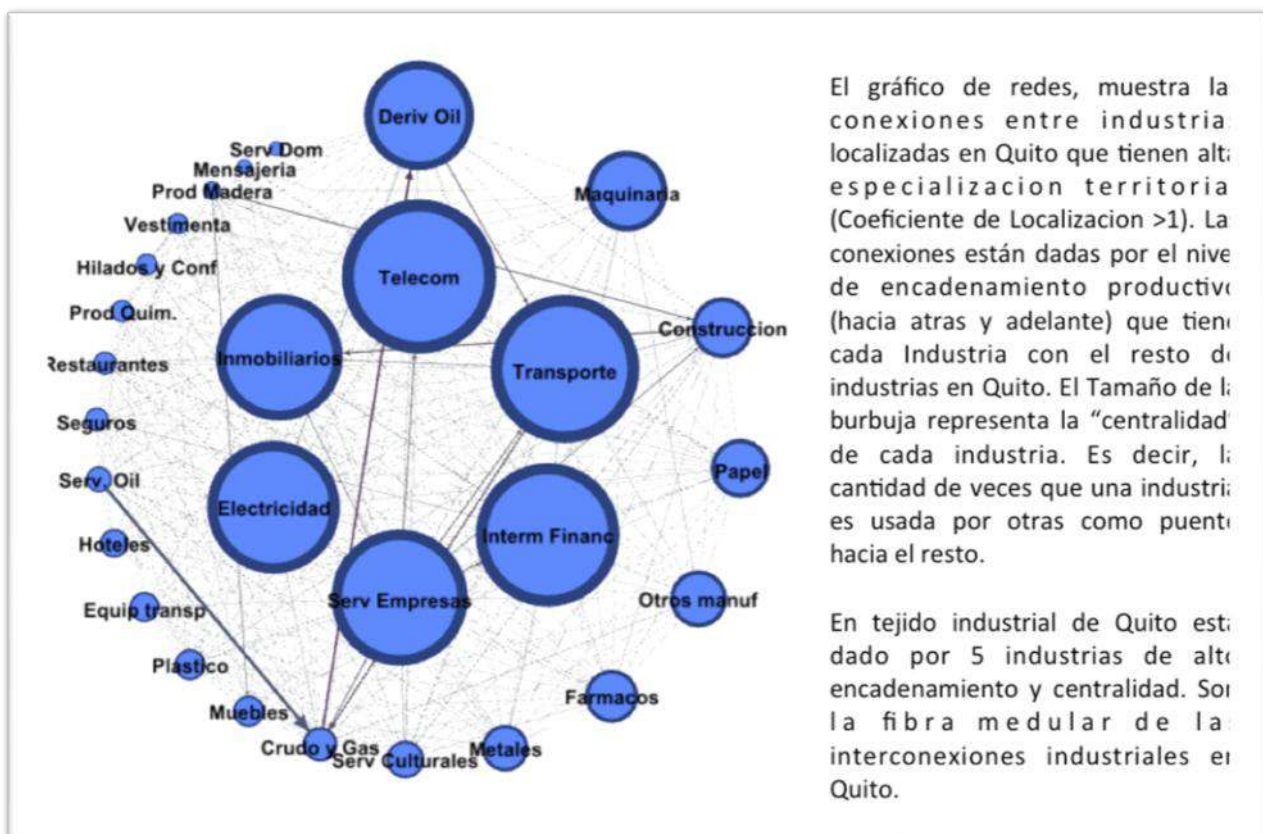 Deriv Oil
Serv Dom
Mensajeria
Prod Madera
Maquinaria
Vestimenta
Telecom
Hilados y Conf
Prod Quim.
Construccion
Inmobiliarios
Restaurantes
Transporte
Seguros
Papel
Serv. Oil
Electricidad
Interm Financ
Hoteles
Serv Empresas
Otros manuf
Equip transp
Plastico
Farmacos
Muebles
Crudo y Gas
Serv Culturales
Metales
El gráfico de redes, muestra la
conexiones entre industria
localizadas en Quito que tienen alta
especializacion territoria
(Coeficiente de Localizacion >1). La
conexiones están dadas por el nive
de encadenamiento productivo
(hacia atras y adelante) que tiene
cada Industria con el resto de
industrias en Quito. El Tamaño de la
burbuja representa la “centralidad”
de cada industria. Es decir, la
cantidad de veces que una industria
es usada por otras como puente
hacia el resto.
En tejido industrial de Quito esta
dado por 5 industrias de alto
encadenamiento y centralidad. Son
la fibra medular de la
interconexiones industriales en
Quito.